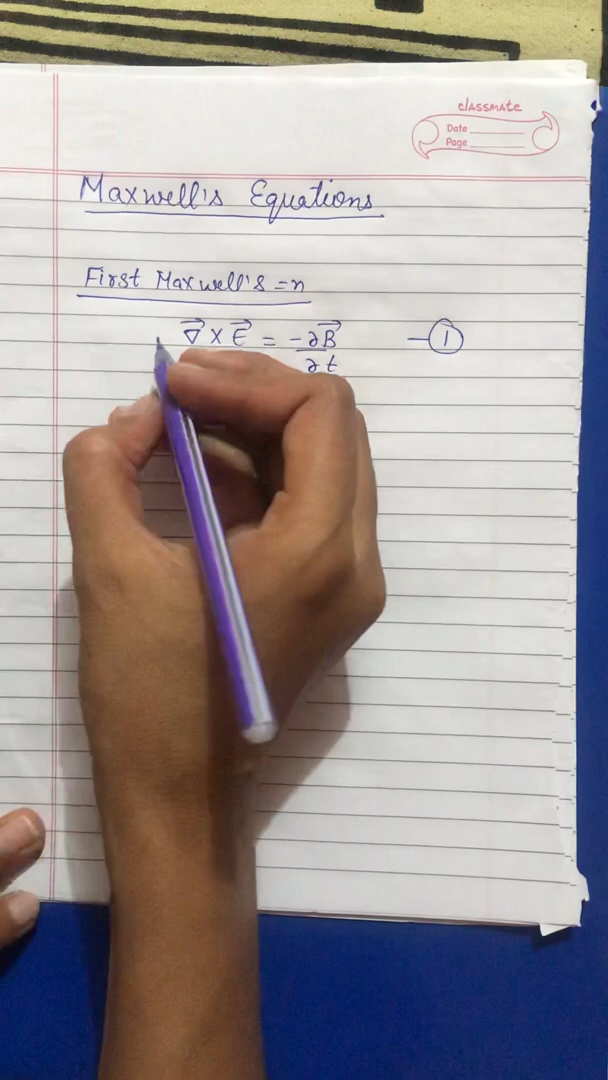 classmate
Date
Page
Maxwell's Equations
First Maxwell's =n
∇⃗ × E⃗ = -∂B⃗/∂t —①